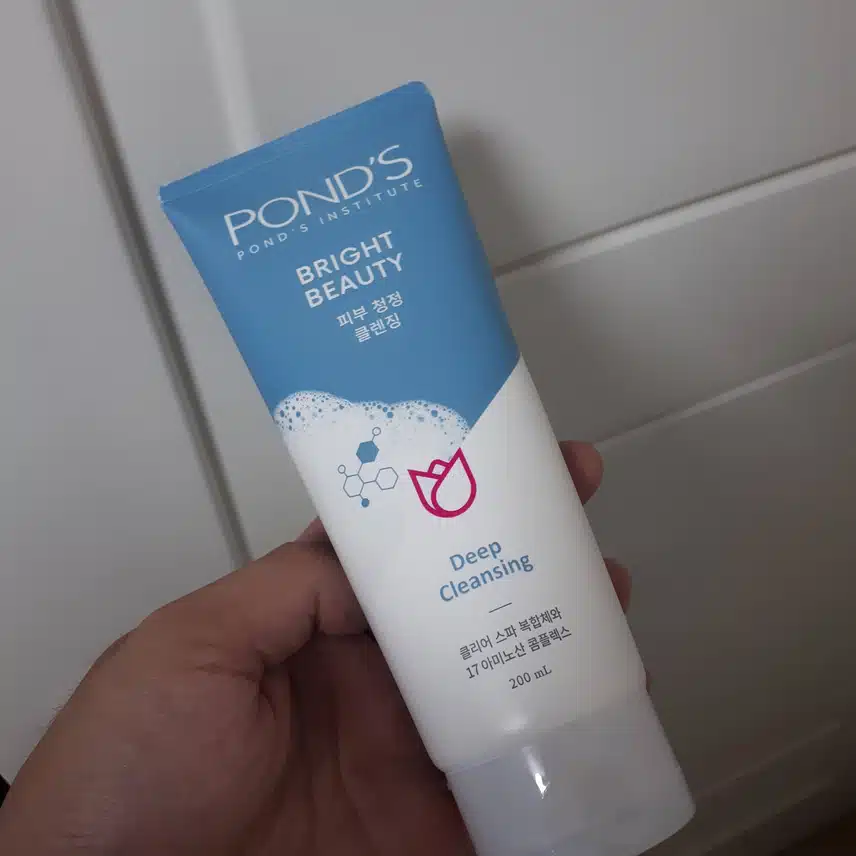 POND'S
POND'S INSTITUTE
BRIGHT
BEAUTY
피부 청정
클렌징
Deep
Cleansing
클리어 스파 복합체와
17 아미노산 콤플렉스
200 mL